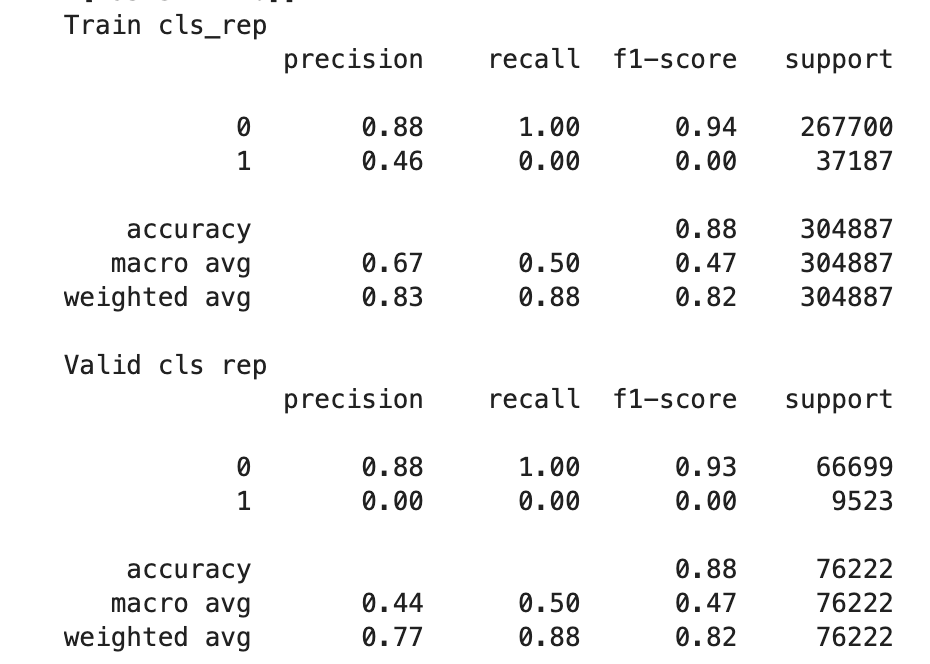 Train cls_rep
precision recall f1-score support
0 0.88 1.00 0.94 267700
1 0.46 0.00 0.00 37187
accuracy 0.88 304887
macro avg 0.67 0.50 0.47 304887
weighted avg 0.83 0.88 0.82 304887
Valid cls rep
precision recall f1-score support
0 0.88 1.00 0.93 66699
1 0.00 0.00 0.00 9523
accuracy 0.88 76222
macro avg 0.44 0.50 0.47 76222
weighted avg 0.77 0.88 0.82 76222